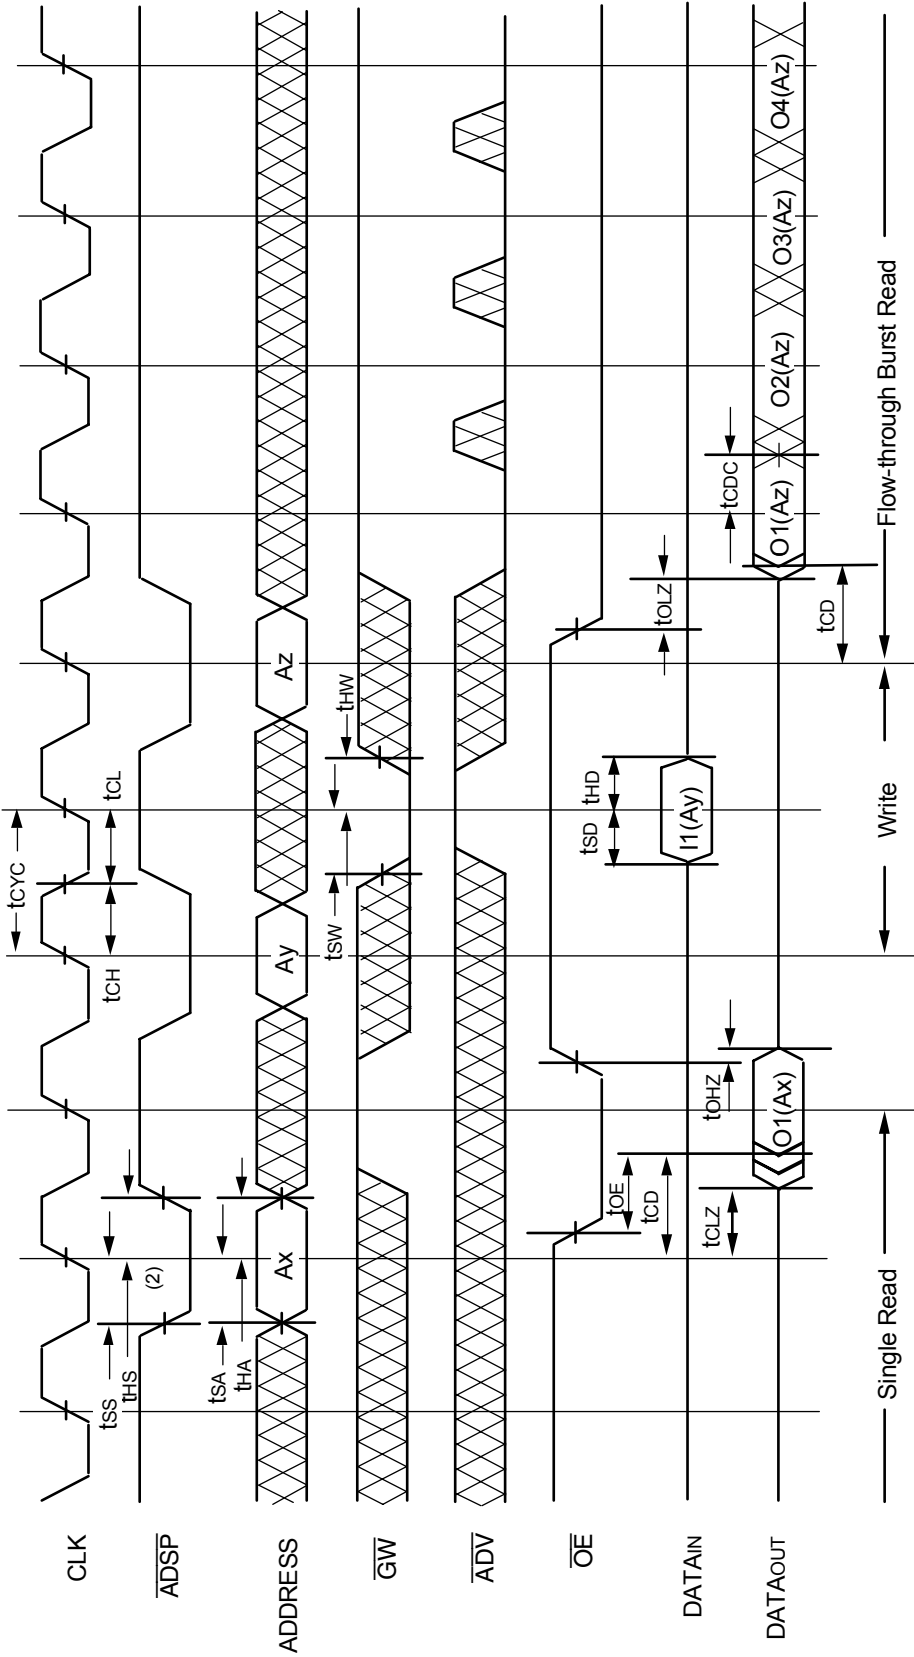 CLK
tCYC
tCH
tCL
ADSP
tSS
tHS
(2)
ADDRESS
tSA
tHA
Ax
Ay
Az
GW
tSW
tHW
ADV
OE
tOE
tOHZ
tOLZ
DATAIN
tSD
tHD
I1(Ay)
tCD
tCLZ
DATAOUT
O1(Ax)
O1(Az)
tCDC
O2(Az)
O3(Az)
O4(Az)
tCD
Single Read
Write
Flow-through Burst Read